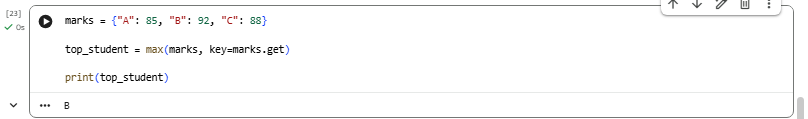 [23]
0s
marks = {"A": 85, "B": 92, "C": 88}
top_student = max(marks, key=marks.get)
print(top_student)
B